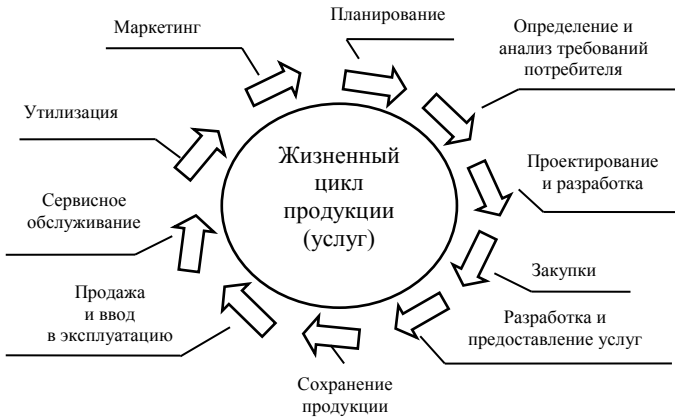 Маркетинг
Планирование
Определение и
анализ требований
потребителя
Проектирование
и разработка
Закупки
Разработка и
предоставление услуг
Сохранение
продукции
Продажа
и ввод
в эксплуатацию
Сервисное
обслуживание
Утилизация
Жизненный
цикл
продукции
(услуг)